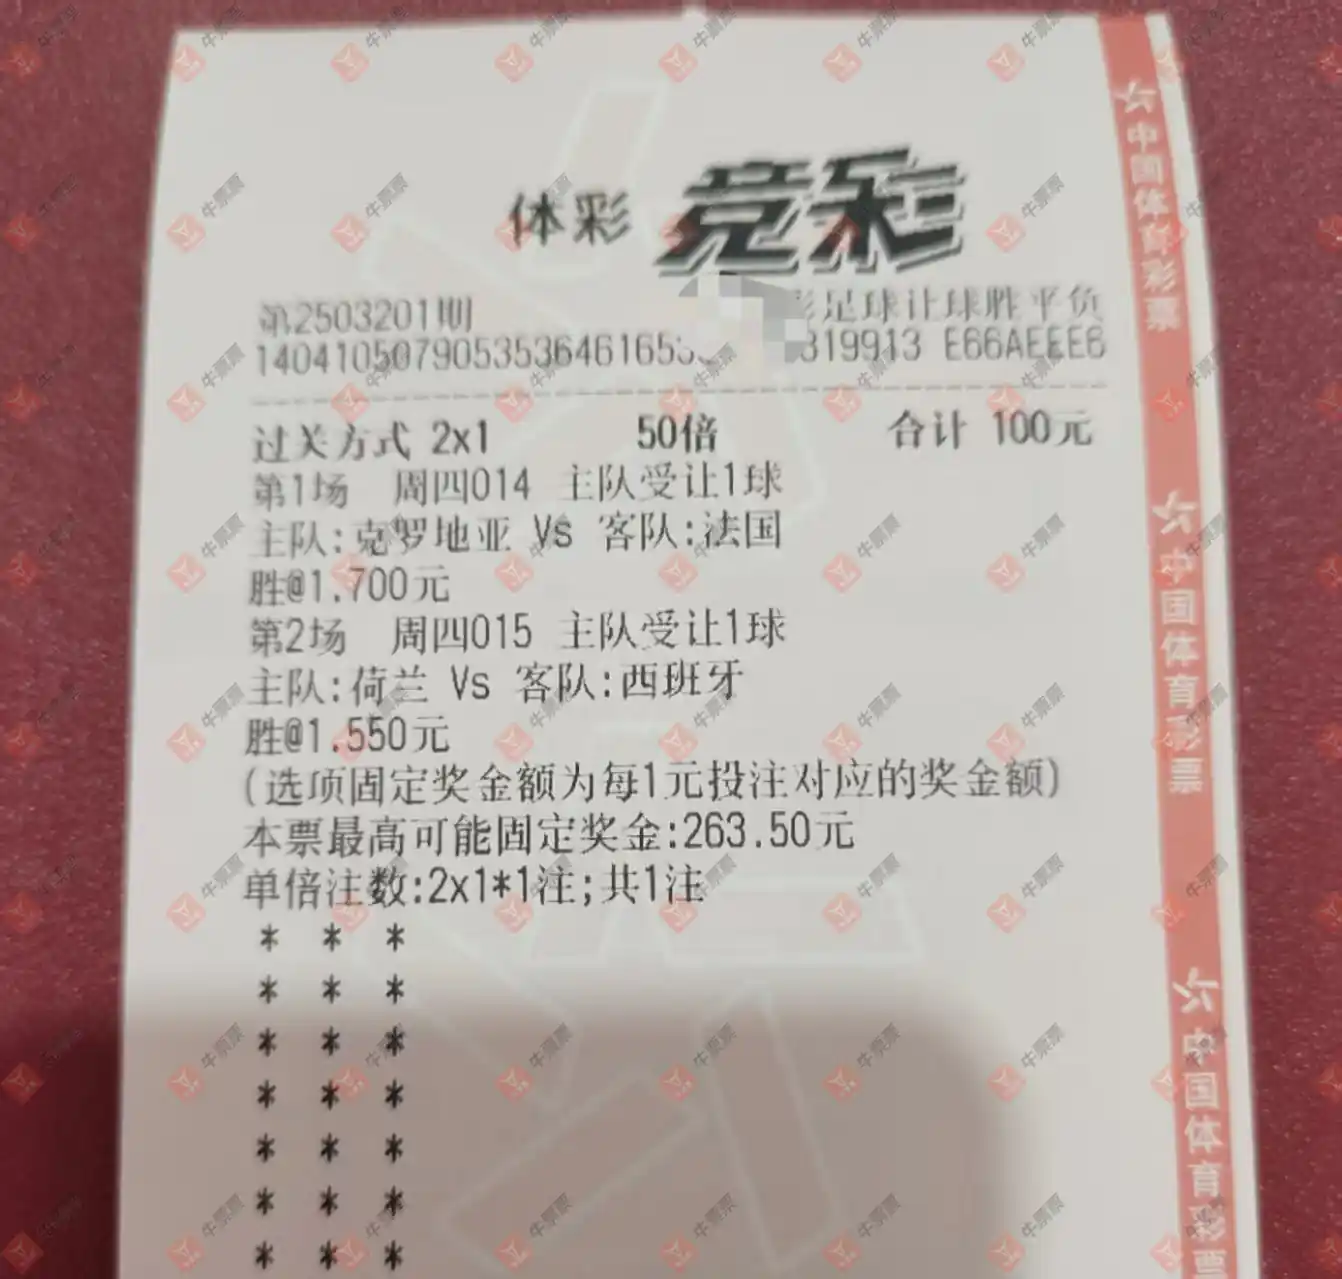 体彩 竞彩
第2503201期 足球让球胜平负
14041050790535364616553 319913 E66AEEE6
过关方式 2x1 50倍 合计 100元
第1场 周四014 主队受让1球
主队:克罗地亚 Vs 客队:法国
胜@1.700元
第2场 周四015 主队受让1球
主队:荷兰 Vs 客队:西班牙
胜@1.550元
(选项固定奖金额为每1元投注对应的奖金额)
本票最高可能固定奖金:263.50元
单倍注数:2x1*1注;共1注
* * *
* * *
* * *
* * *
* * *
* * *
* * *
中国体育彩票
中国体育彩票
中国体育彩票
牛票票